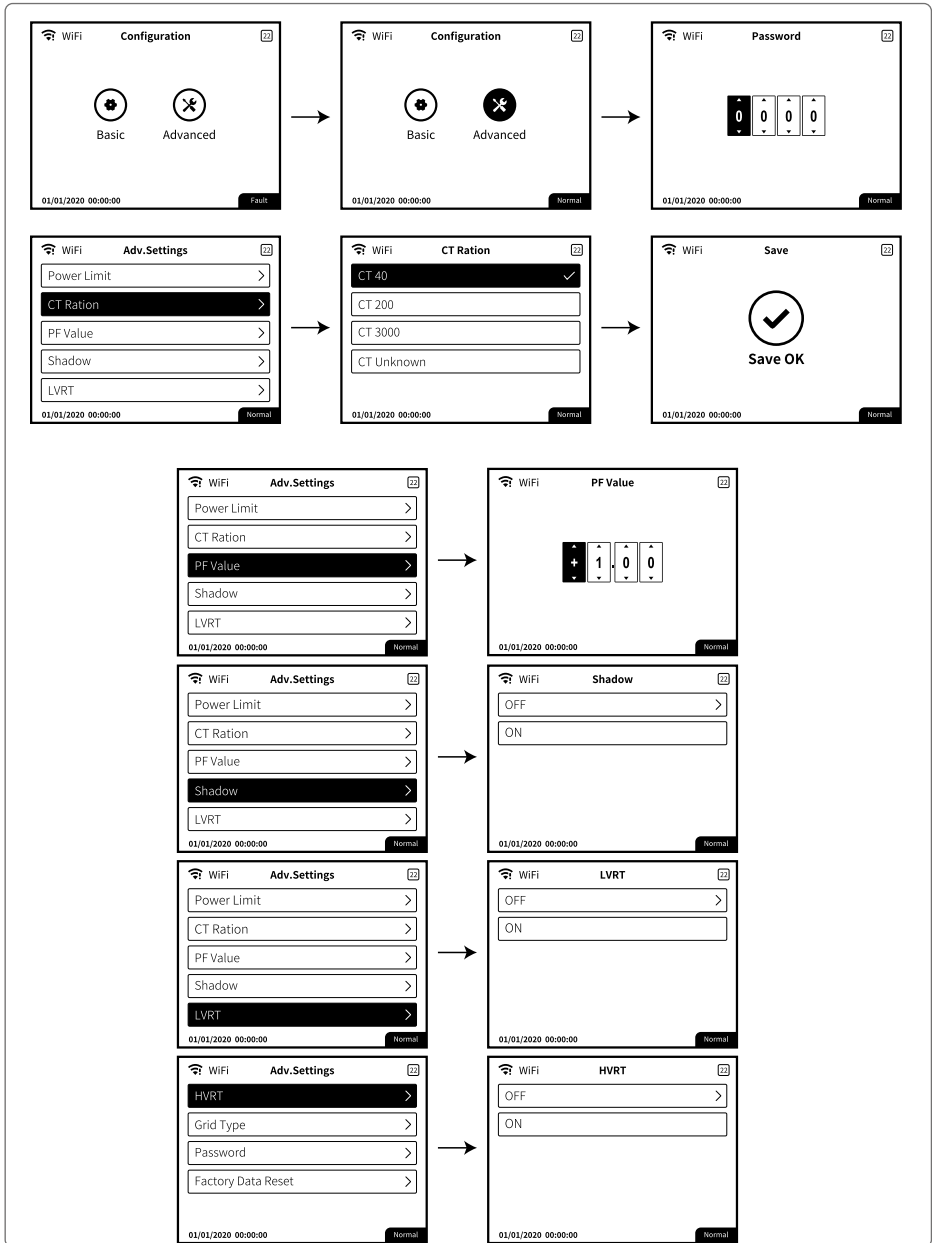 WiFi Configuration 22
Basic Advanced
01/01/2020 00:00:00 Fault
WiFi Configuration 22
Basic Advanced
01/01/2020 00:00:00 Normal
WiFi Password 22
0 0 0 0
01/01/2020 00:00:00 Normal
WiFi Adv.Settings 22
Power Limit
CT Ration
PF Value
Shadow
LVRT
01/01/2020 00:00:00 Normal
WiFi CT Ration 22
CT 40
CT 200
CT 3000
CT Unknown
01/01/2020 00:00:00 Normal
WiFi Save 22
Save OK
01/01/2020 00:00:00 Normal
WiFi Adv.Settings 22
Power Limit
CT Ration
PF Value
Shadow
LVRT
01/01/2020 00:00:00 Normal
WiFi PF Value 22
+ 1 . 0 0
01/01/2020 00:00:00 Normal
WiFi Adv.Settings 22
Power Limit
CT Ration
PF Value
Shadow
LVRT
01/01/2020 00:00:00 Normal
WiFi Shadow 22
OFF
ON
01/01/2020 00:00:00 Normal
WiFi Adv.Settings 22
Power Limit
CT Ration
PF Value
Shadow
LVRT
01/01/2020 00:00:00 Normal
WiFi LVRT 22
OFF
ON
01/01/2020 00:00:00 Normal
WiFi Adv.Settings 22
HVRT
Grid Type
Password
Factory Data Reset
01/01/2020 00:00:00 Normal
WiFi HVRT 22
OFF
ON
01/01/2020 00:00:00 Normal